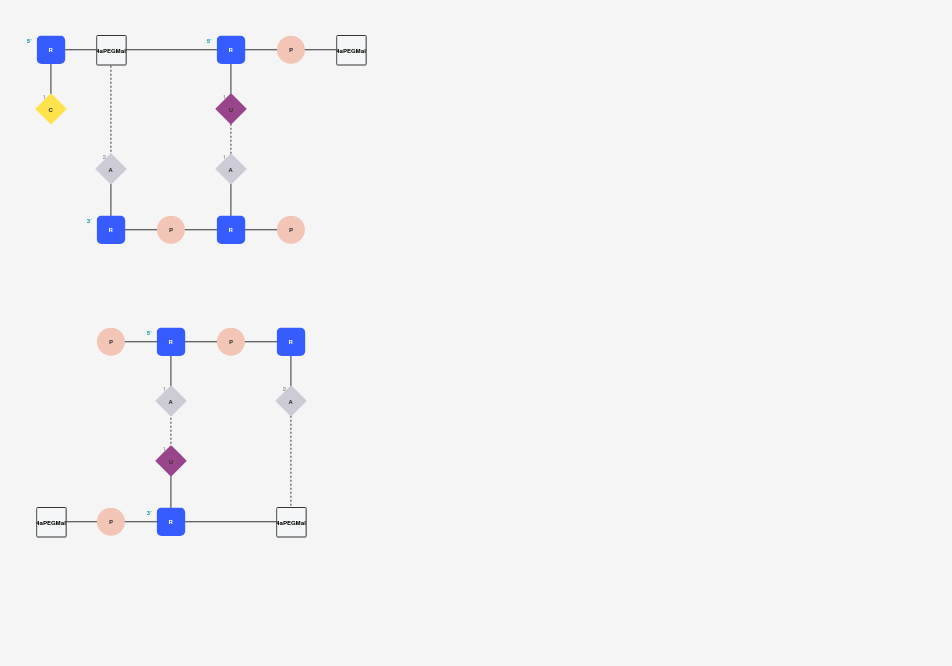 5' R 4aPEGMal 5' R P 4aPEGMal
1 C 1 U
2 A 1 A
3' R P R P
P 5' R P R
1 A 2 A
1 U
4aPEGMal P 3' R 4aPEGMal